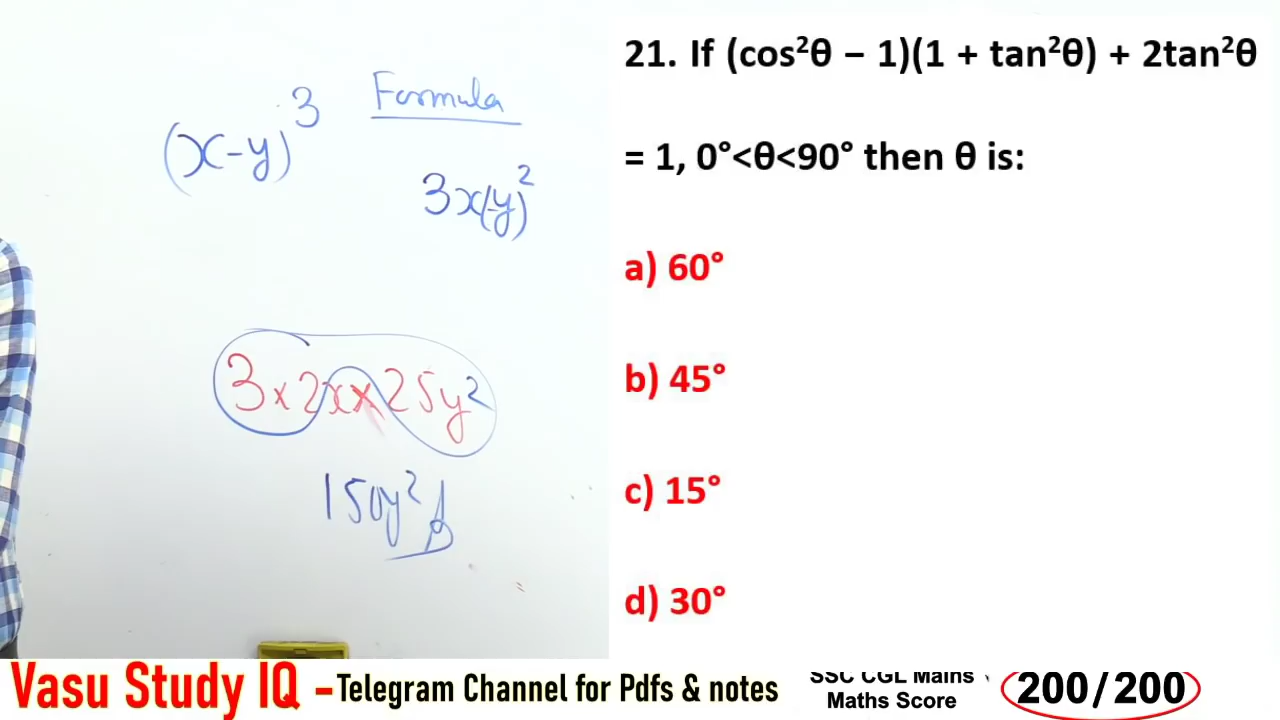 Formula
(x-y)³
3x(-y)²
3×2x×25y²
150y²
21. If (cos²θ − 1)(1 + tan²θ) + 2tan²θ
= 1, 0°<θ<90° then θ is:
a) 60°
b) 45°
c) 15°
d) 30°
Vasu Study IQ - Telegram Channel for Pdfs & notes
SSC CGL Mains
Maths Score
200/200